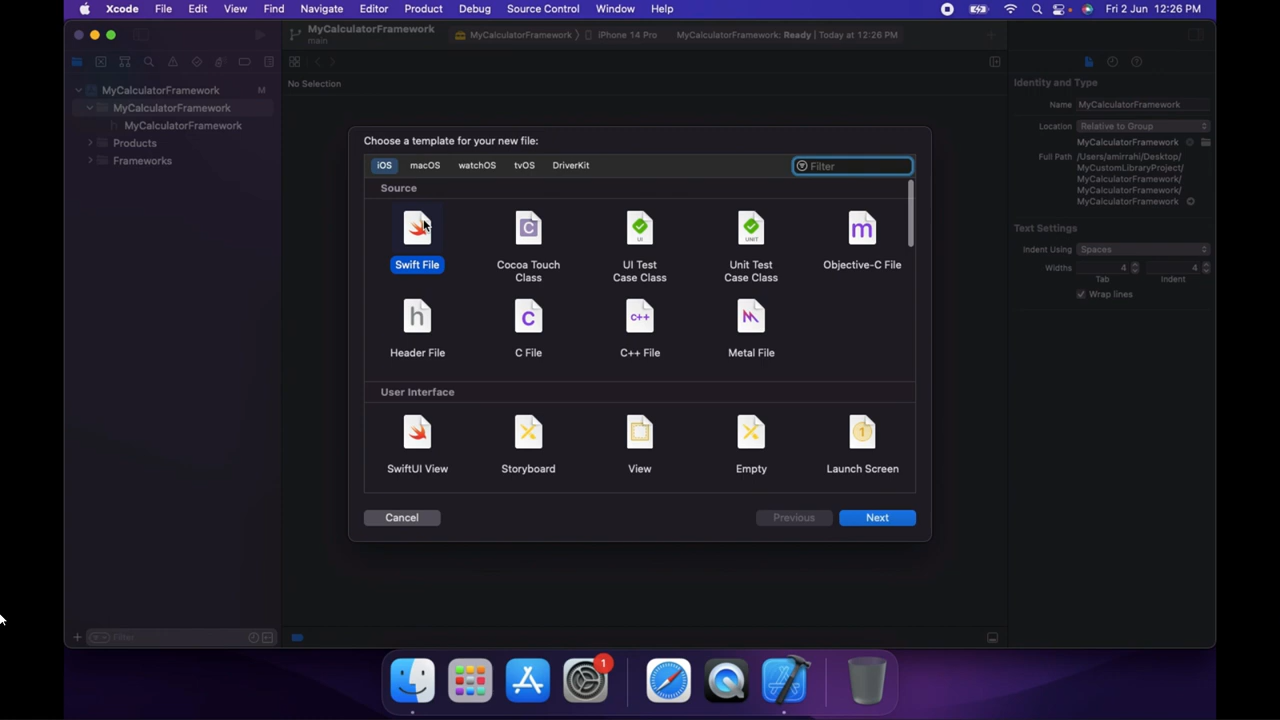 Xcode File Edit View Find Navigate Editor Product Debug Source Control Window Help Fri 2 Jun 12:26 PM
MyCalculatorFramework
main
MyCalculatorFramework iPhone 14 Pro MyCalculatorFramework: Ready | Today at 12:26 PM
No Selection
MyCalculatorFramework M
MyCalculatorFramework
h MyCalculatorFramework
Products
Frameworks
Filter
Choose a template for your new file:
iOS macOS watchOS tvOS DriverKit Filter
Source
C UI UNIT m
Swift File
Cocoa Touch Class
UI Test Case Class
Unit Test Case Class
Objective-C File
h C C++
Header File
C File
C++ File
Metal File
User Interface
1
SwiftUI View
Storyboard
View
Empty
Launch Screen
Cancel Previous Next
Identity and Type
Name MyCalculatorFramework
Location Relative to Group
MyCalculatorFramework
Full Path /Users/amirrahi/Desktop/
MyCustomLibraryProject/
MyCalculatorFramework/
MyCalculatorFramework/
MyCalculatorFramework
Text Settings
Indent Using Spaces
Widths 4 4
Tab Indent
Wrap lines
1